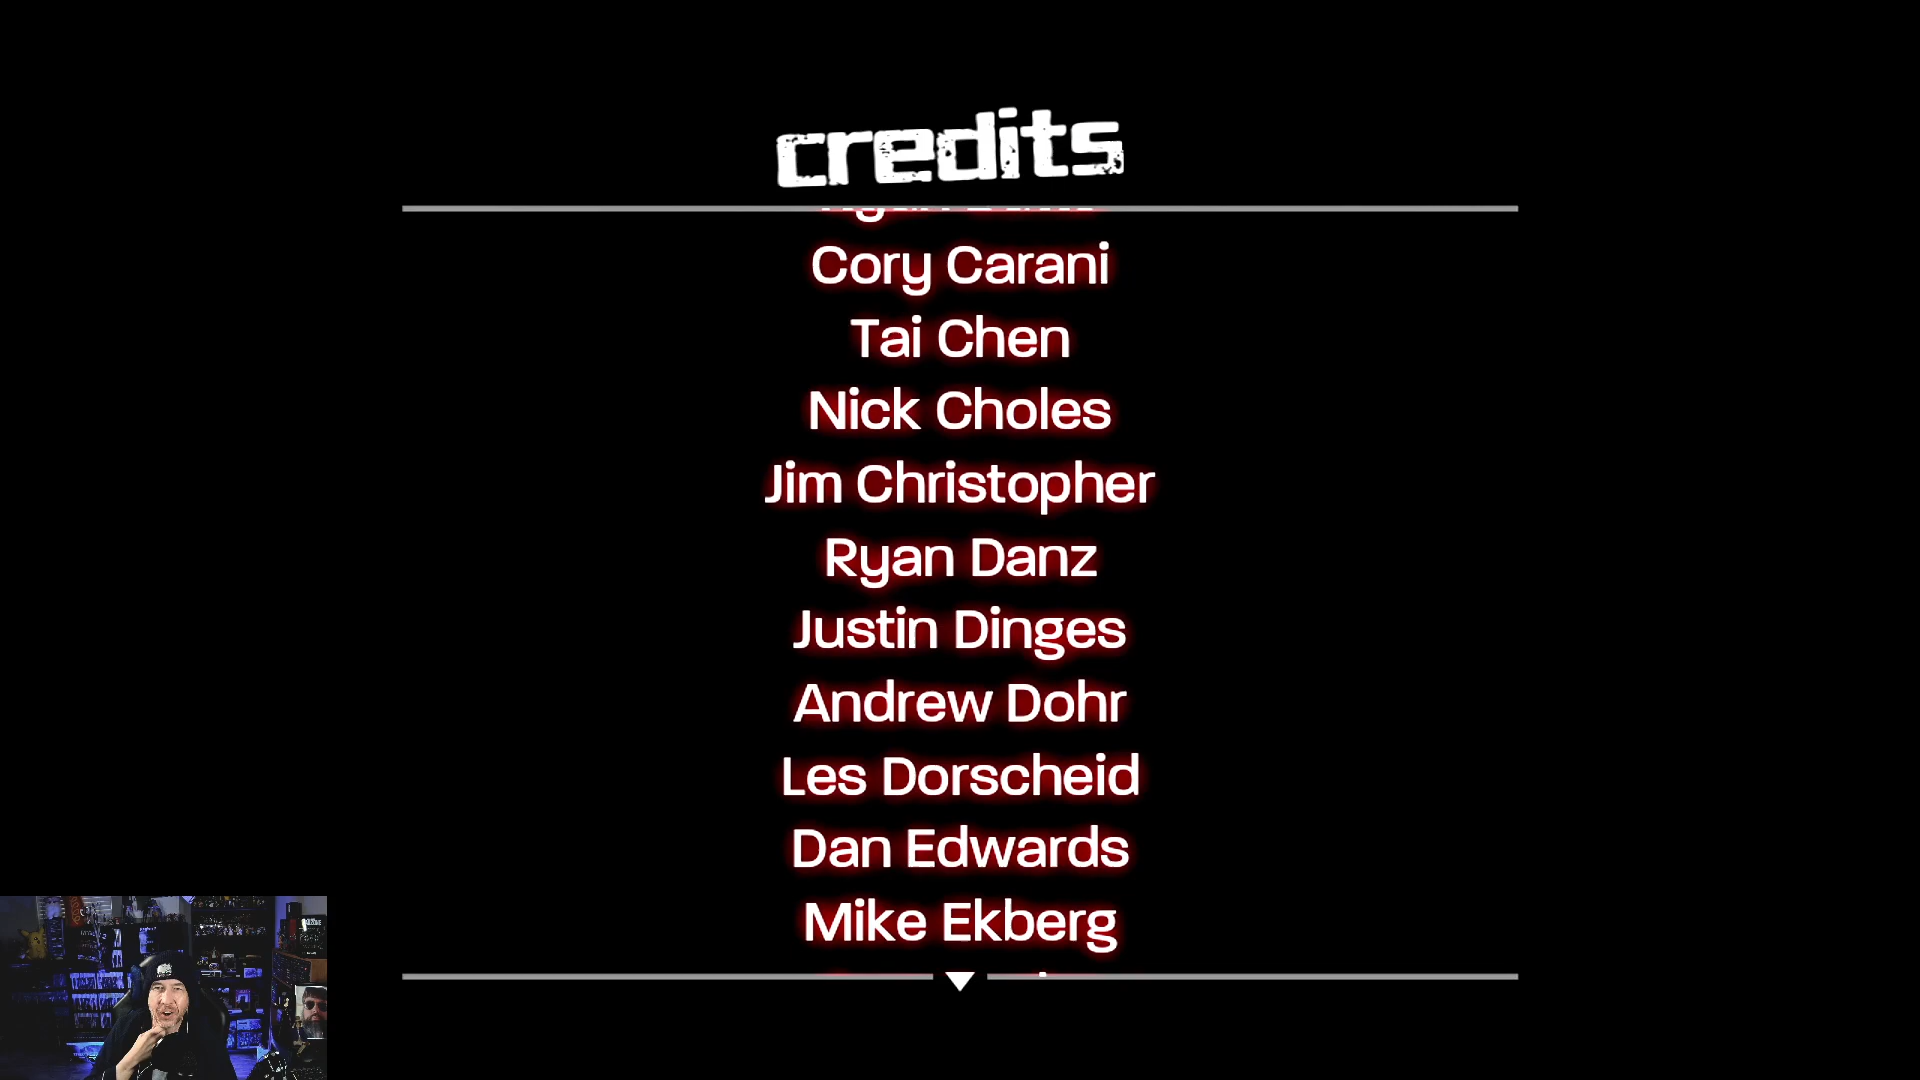 credits
Cory Carani
Tai Chen
Nick Choles
Jim Christopher
Ryan Danz
Justin Dinges
Andrew Dohr
Les Dorscheid
Dan Edwards
Mike Ekberg